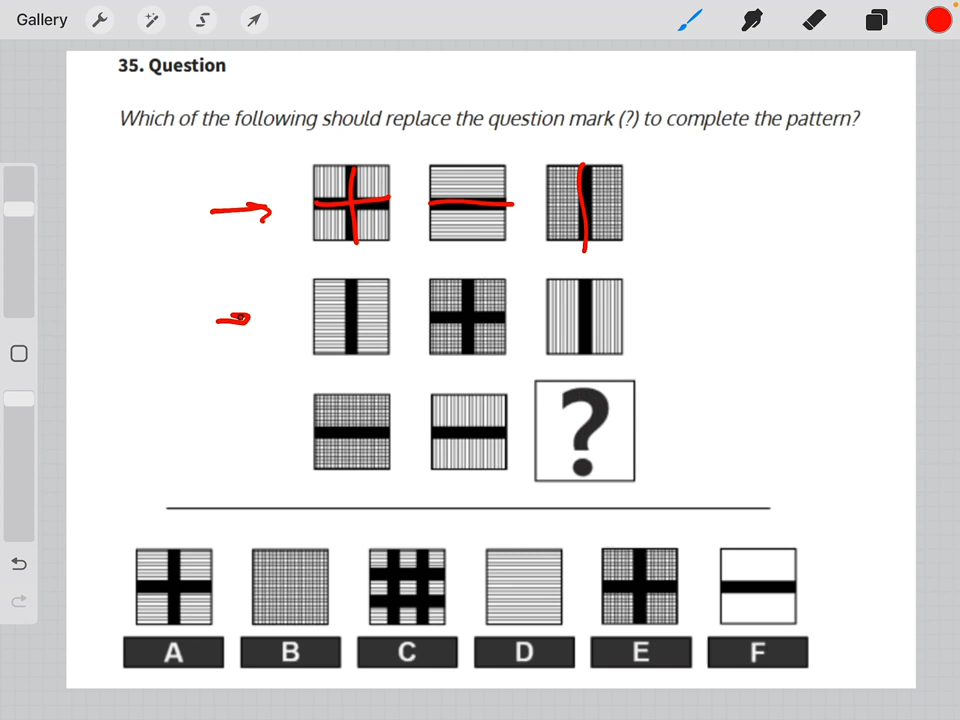 Gallery
35. Question
Which of the following should replace the question mark (?) to complete the pattern?
?
A B C D E F